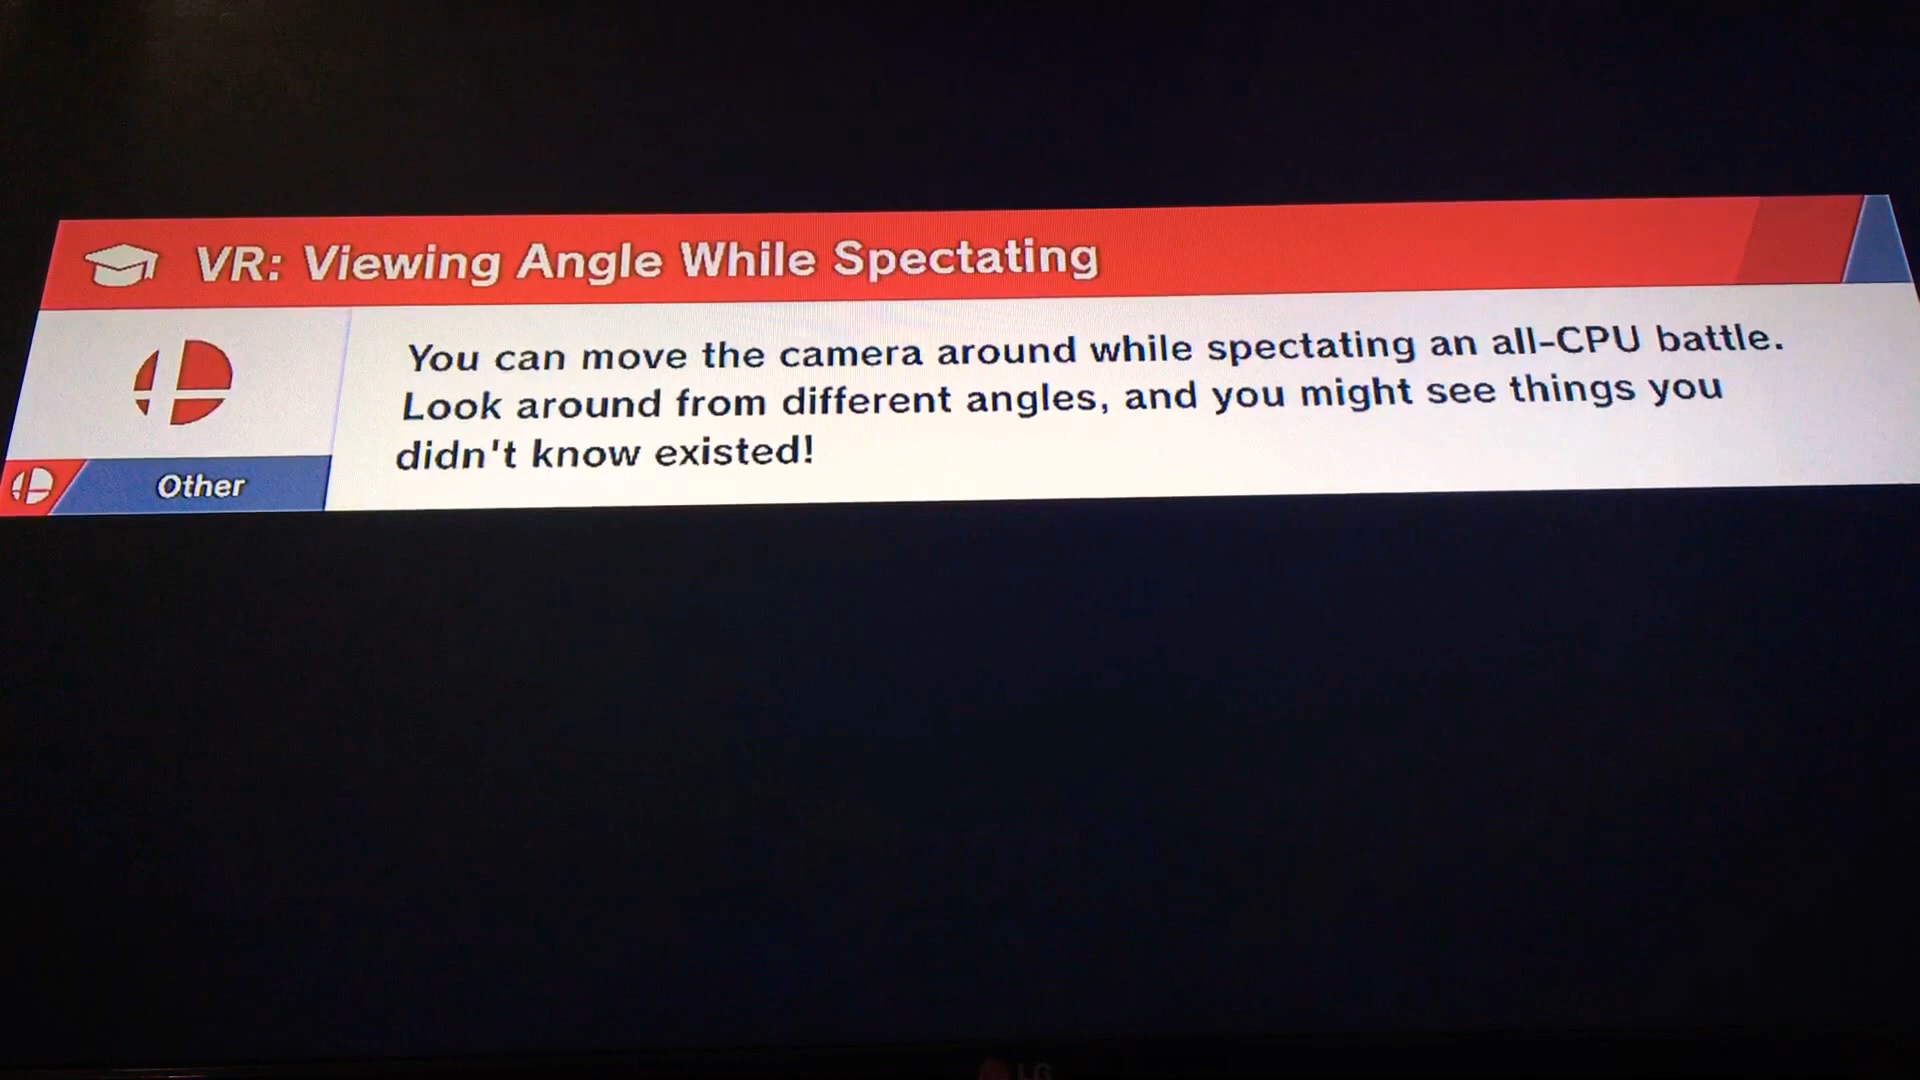 VR: Viewing Angle While Spectating
You can move the camera around while spectating an all-CPU battle.
Look around from different angles, and you might see things you
didn't know existed!
Other
LG